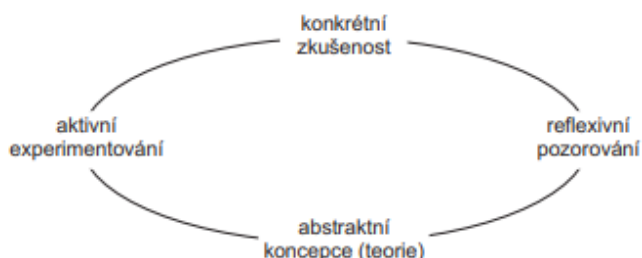 konkrétní
zkušenost
aktivní
experimentování
reflexivní
pozorování
abstraktní
koncepce (teorie)